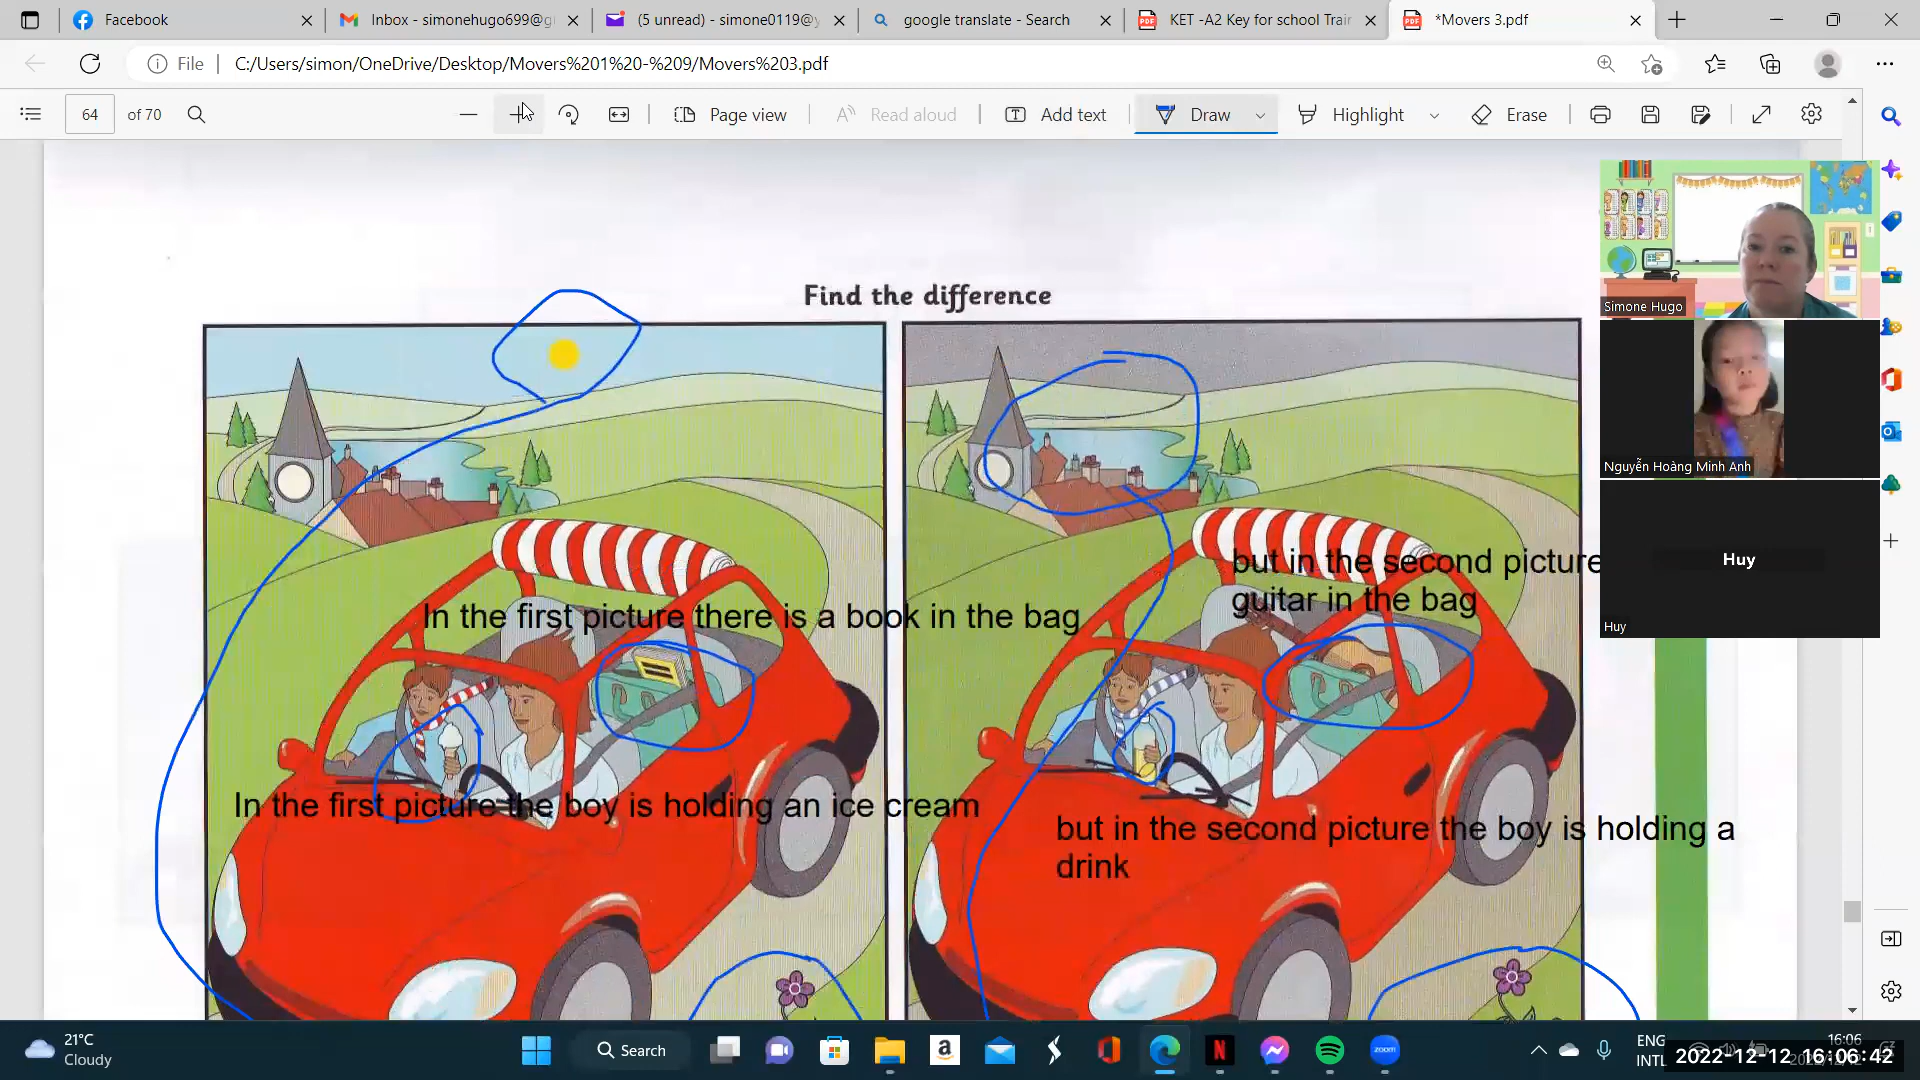 Facebook
Inbox - simonehugo699@g
(5 unread) - simone0119@y
google translate - Search
KET -A2 Key for school Trair
*Movers 3.pdf
File
C:/Users/simon/OneDrive/Desktop/Movers%201%20-%209/Movers%203.pdf
64 of 70
Page view
Read aloud
Add text
Draw
Highlight
Erase
Find the difference
Simone Hugo
Nguyễn Hoàng Minh Anh
Huy
Huy
but in the second picture
guitar in the bag
In the first picture there is a book in the bag
In the first picture the boy is holding an ice cream
but in the second picture the boy is holding a
drink
21°C
Cloudy
Search
zoom
ENG
INTL
16:06
2022-12-12 16:06:42